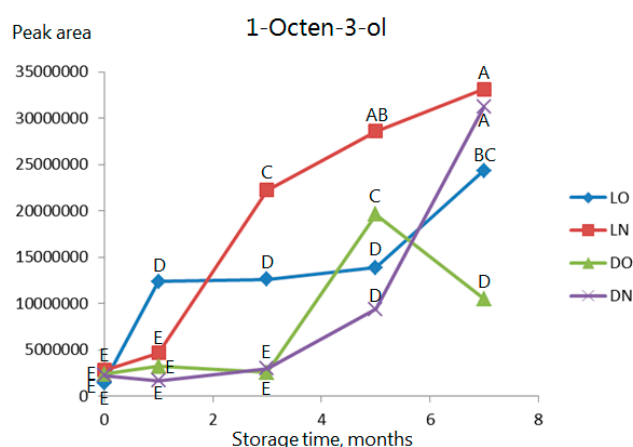 1-Octen-3-ol
Peak area
35000000
30000000
25000000
20000000
15000000
10000000
5000000
0
A
AB
A
BC
C
C
D
D
D
D
D
E
E
E
E
E
E
E
E
E
E
0 2 4 6 8
Storage time, months
LO
LN
DO
DN